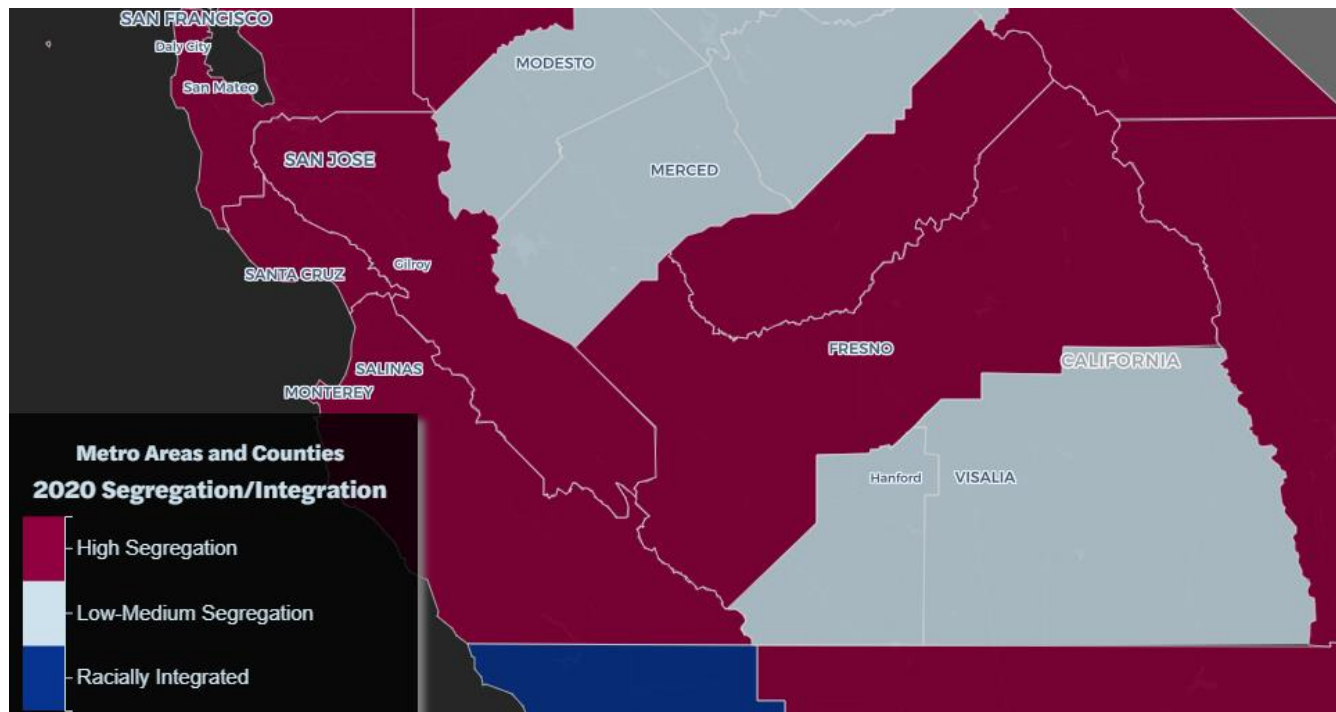 SAN FRANCISCO
Daly City
MODESTO
San Mateo
SAN JOSE
MERCED
Gilroy
SANTA CRUZ
FRESNO
CALIFORNIA
SALINAS
MONTEREY
Hanford
VISALIA
Metro Areas and Counties
2020 Segregation/Integration
High Segregation
Low-Medium Segregation
Racially Integrated